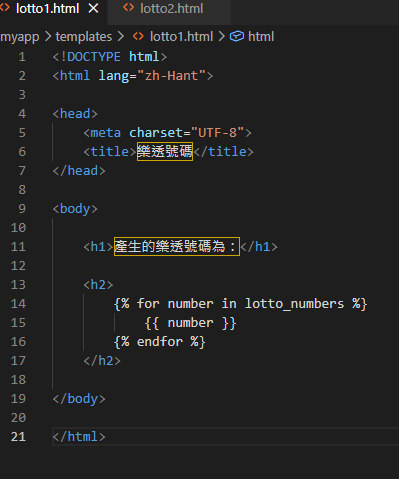 lotto1.html × lotto2.html
myapp > templates > lotto1.html > html
1 <!DOCTYPE html>
2 <html lang="zh-Hant">
3
4 <head>
5     <meta charset="UTF-8">
6     <title>樂透號碼</title>
7 </head>
8
9 <body>
10
11     <h1>產生的樂透號碼為：</h1>
12
13     <h2>
14         {% for number in lotto_numbers %}
15             {{ number }}
16         {% endfor %}
17     </h2>
18
19 </body>
20
21 </html>